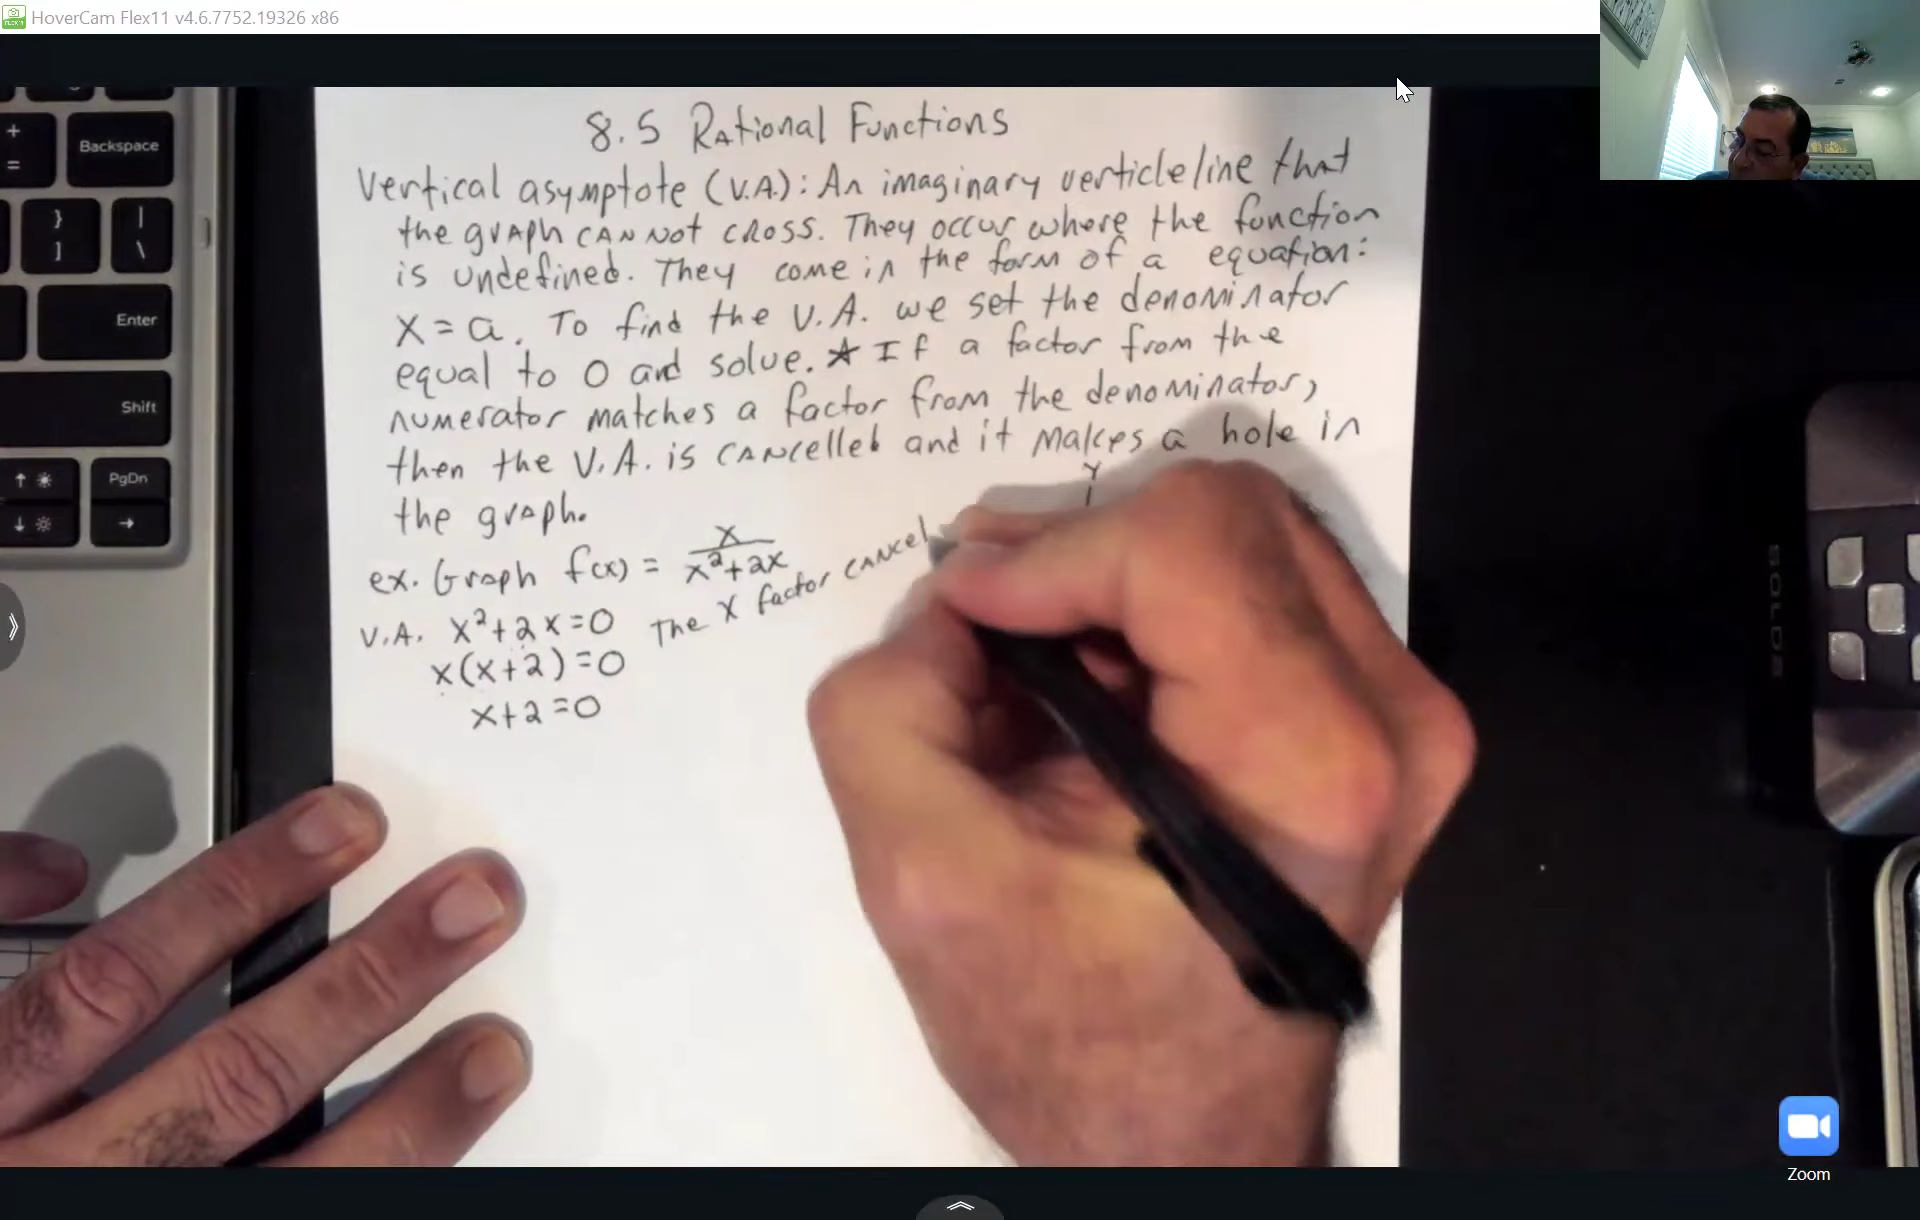 HoverCam Flex11 v4.6.7752.19326 x86
8.5 Rational Functions
Vertical asymptote (V.A.): An imaginary verticle line that
the graph cannot cross. They occur where the function
is undefined. They come in the form of a equation:
x = a. To find the V.A. we set the denominator
equal to 0 and solve. ★ If a factor from the
numerator matches a factor from the denominator,
then the V.A. is cancelled and it makes a hole in
the graph.
Y
ex. Graph f(x) = x/x²+2x
The x factor cancel
V.A. x²+2x=0
x(x+2)=0
x+2=0
+
=
Backspace
}
]
|
\
Enter
Shift
↑
PgDn
↓
→
SOLDES
Zoom